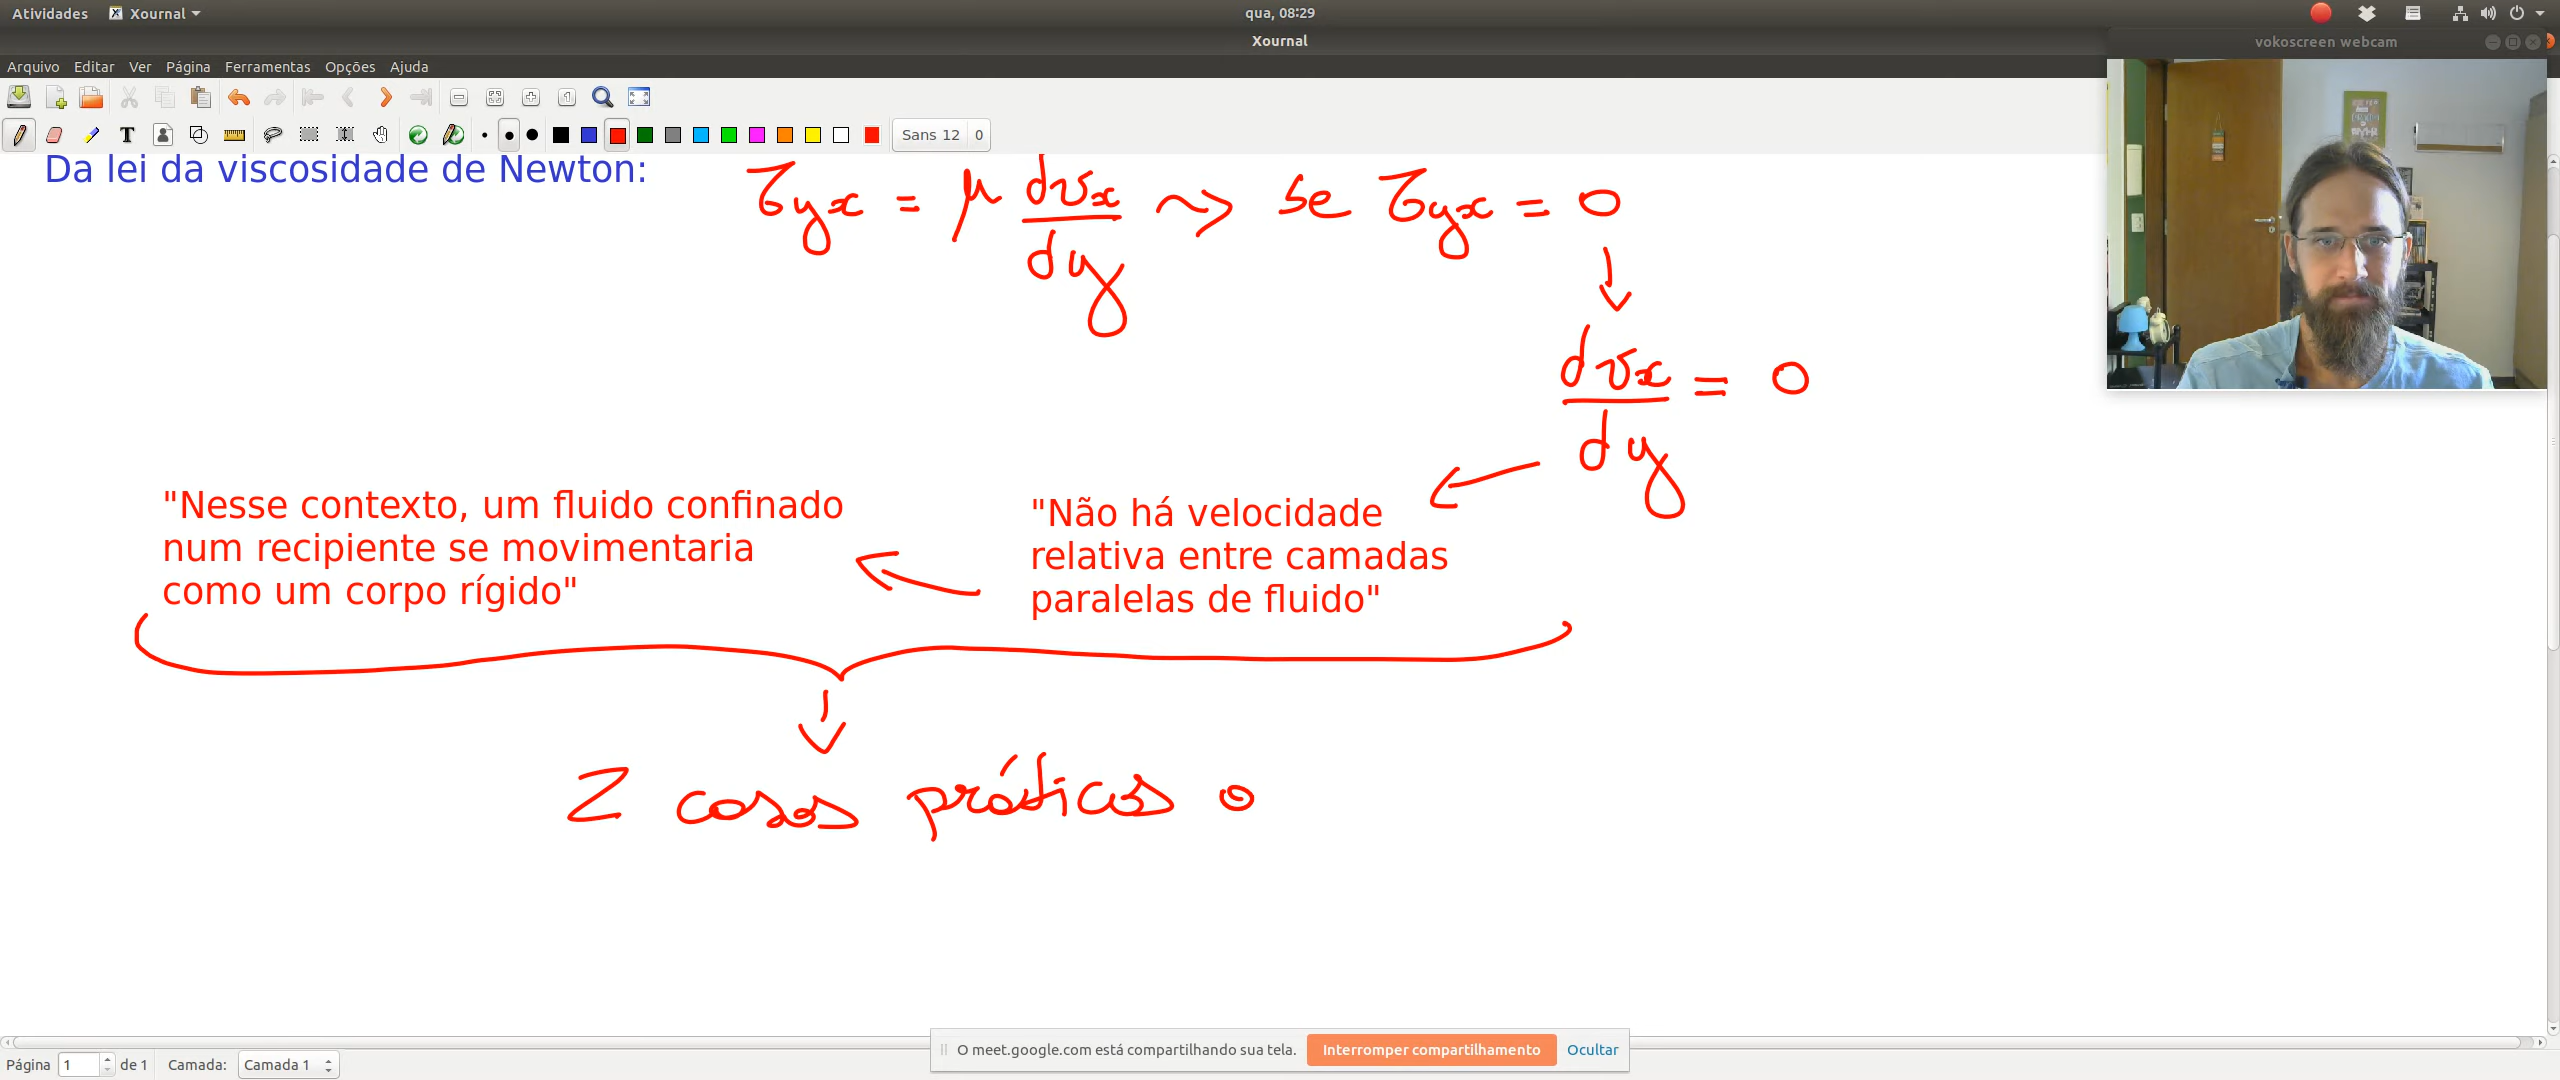 Atividades Xournal qua, 08:29
Xournal
vokoscreen webcam
Arquivo Editar Ver Página Ferramentas Opções Ajuda
Sans 12 0
Da lei da viscosidade de Newton:
τyx = μ dvx/dy ⇝ se τyx = 0
↓
dvx/dy = 0
"Não há velocidade
relativa entre camadas
paralelas de fluido"
"Nesse contexto, um fluido confinado
num recipiente se movimentaria
como um corpo rígido"
2 casos práticos
O meet.google.com está compartilhando sua tela. Interromper compartilhamento Ocultar
Página 1 de 1 Camada: Camada 1